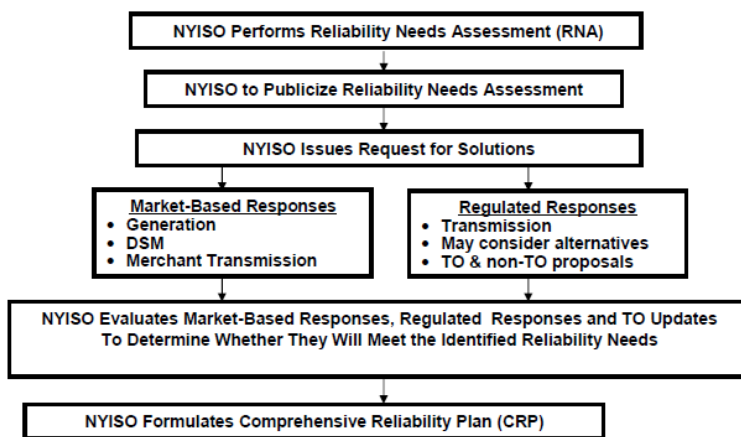 NYISO Performs Reliability Needs Assessment (RNA)
NYISO to Publicize Reliability Needs Assessment
NYISO Issues Request for Solutions
Market-Based Responses
• Generation
• DSM
• Merchant Transmission
Regulated Responses
• Transmission
• May consider alternatives
• TO & non-TO proposals
NYISO Evaluates Market-Based Responses, Regulated Responses and TO Updates
To Determine Whether They Will Meet the Identified Reliability Needs
NYISO Formulates Comprehensive Reliability Plan (CRP)